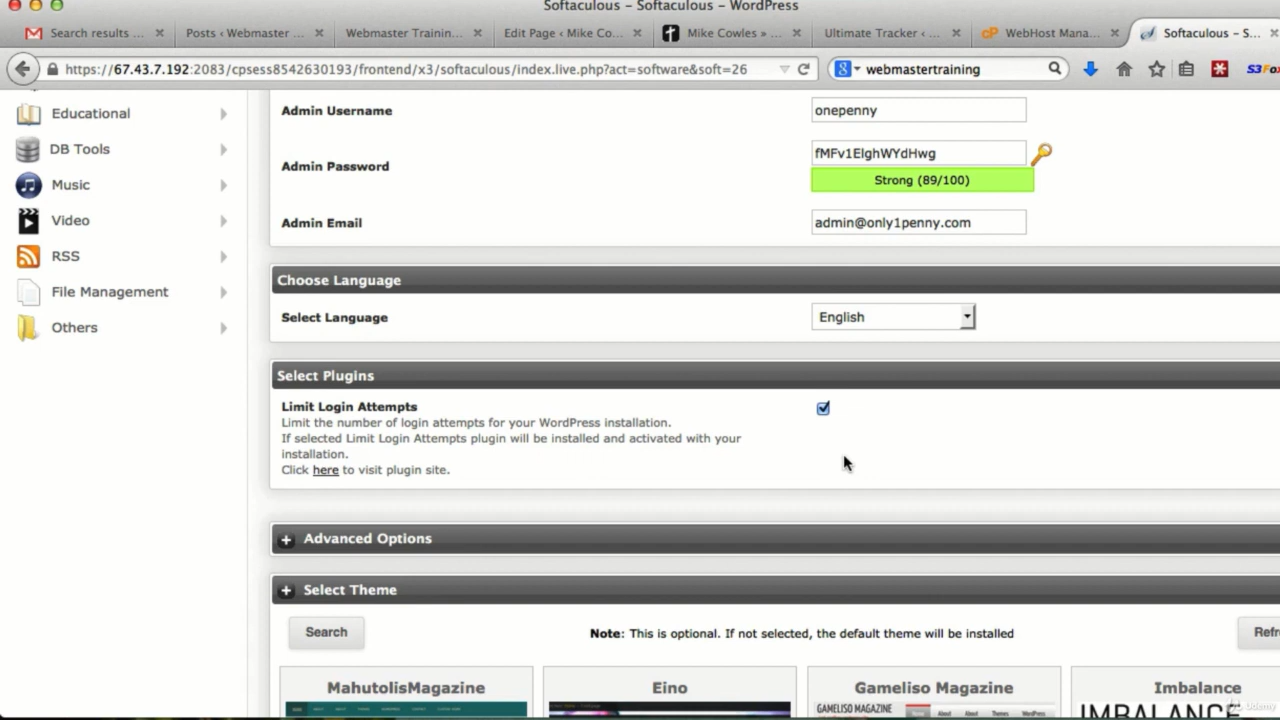 Softaculous – Softaculous – WordPress
Search results ...
Posts ‹ Webmaster ...
Webmaster Trainin...
Edit Page ‹ Mike Co...
Mike Cowles » ...
Ultimate Tracker ‹ ...
WebHost Mana...
Softaculous – S...
https://67.43.7.192:2083/cpsess8542630193/frontend/x3/softaculous/index.live.php?act=software&soft=26
webmastertraining
S3Fox
Educational
DB Tools
Music
Video
RSS
File Management
Others
Admin Username
onepenny
Admin Password
fMFv1ElghWYdHwg
Strong (89/100)
Admin Email
admin@only1penny.com
Choose Language
Select Language
English
Select Plugins
Limit Login Attempts
Limit the number of login attempts for your WordPress installation.
If selected Limit Login Attempts plugin will be installed and activated with your
installation.
Click here to visit plugin site.
Advanced Options
Select Theme
Search
Note: This is optional. If not selected, the default theme will be installed
Refr
MahutolisMagazine
Eino
Gameliso Magazine
Imbalance
GAMELISO MAGAZINE
IMBALANCE
Udemy